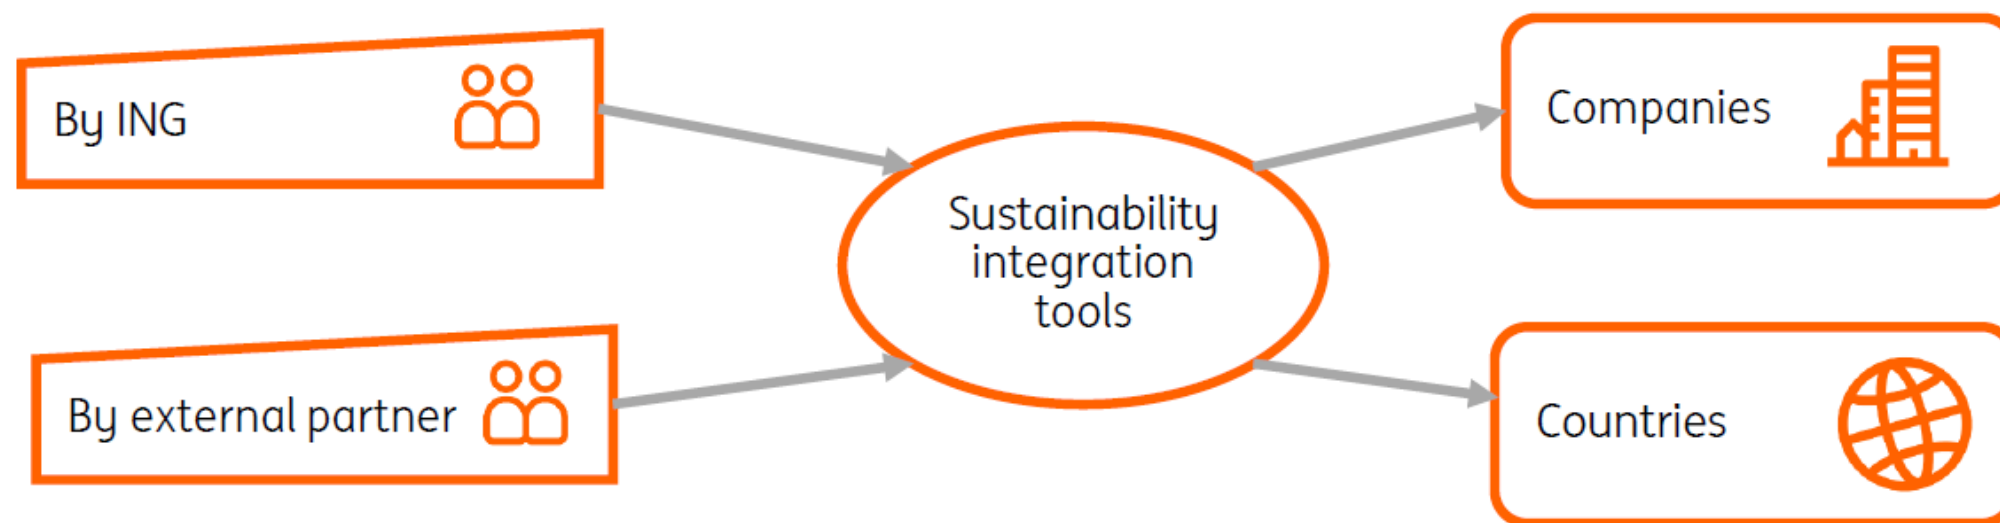 By ING
By external partner
Sustainability
integration
tools
Companies
Countries